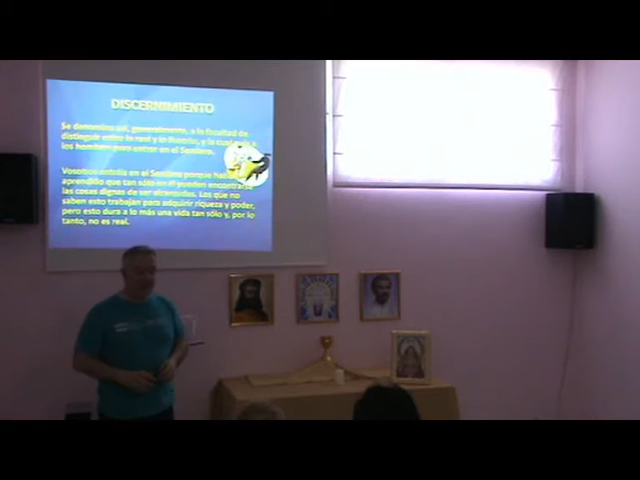 DISCERNIMIENTO
Se denomina así, generalmente, a la facultad de
distinguir entre lo real y lo ilusorio, y la cual
los hombres para entrar en el Sendero.
Vosotros entráis en el Sendero porque
aprendido que tan sólo en él pueden encontrarse
las cosas dignas de ser alcanzadas. Los que no
saben esto trabajan para adquirir riqueza y poder,
pero esto dura a lo más una vida tan sólo y, por lo
tanto, no es real.